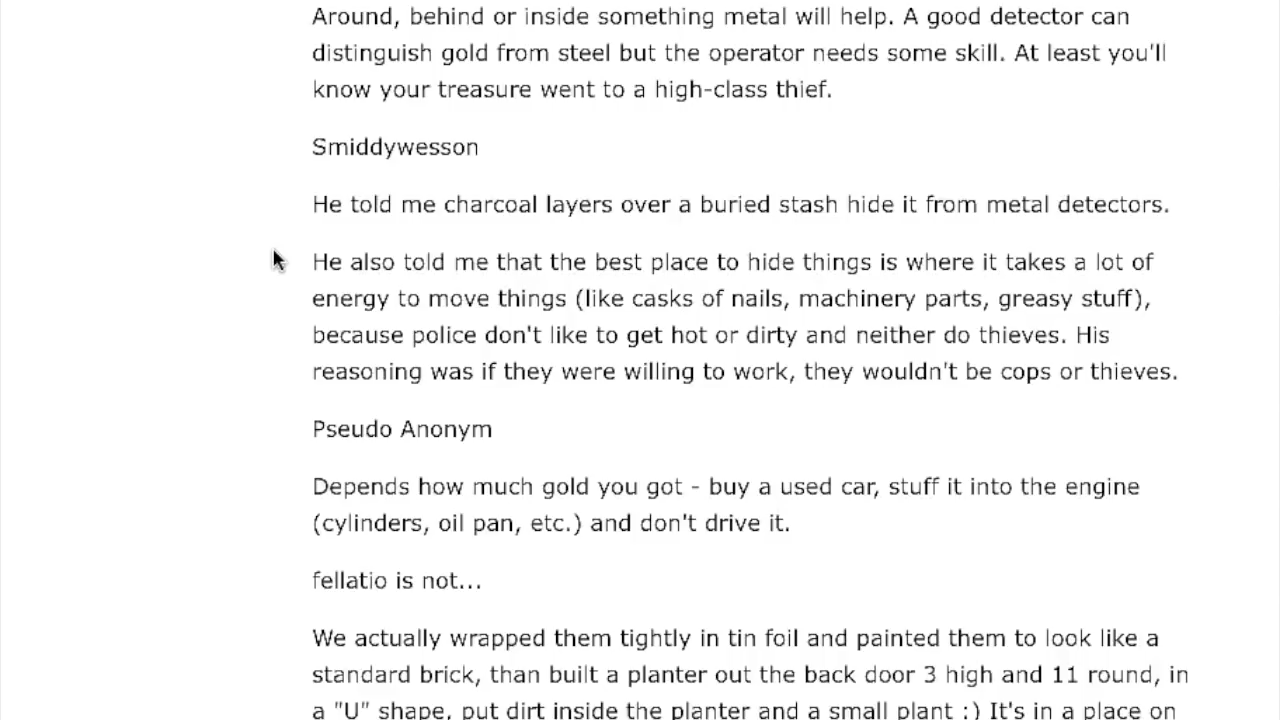 Around, behind or inside something metal will help. A good detector can
distinguish gold from steel but the operator needs some skill. At least you'll
know your treasure went to a high-class thief.
Smiddywesson
He told me charcoal layers over a buried stash hide it from metal detectors.
He also told me that the best place to hide things is where it takes a lot of
energy to move things (like casks of nails, machinery parts, greasy stuff),
because police don't like to get hot or dirty and neither do thieves. His
reasoning was if they were willing to work, they wouldn't be cops or thieves.
Pseudo Anonym
Depends how much gold you got - buy a used car, stuff it into the engine
(cylinders, oil pan, etc.) and don't drive it.
fellatio is not...
We actually wrapped them tightly in tin foil and painted them to look like a
standard brick, than built a planter out the back door 3 high and 11 round, in
a "U" shape, put dirt inside the planter and a small plant ;) It's in a place on